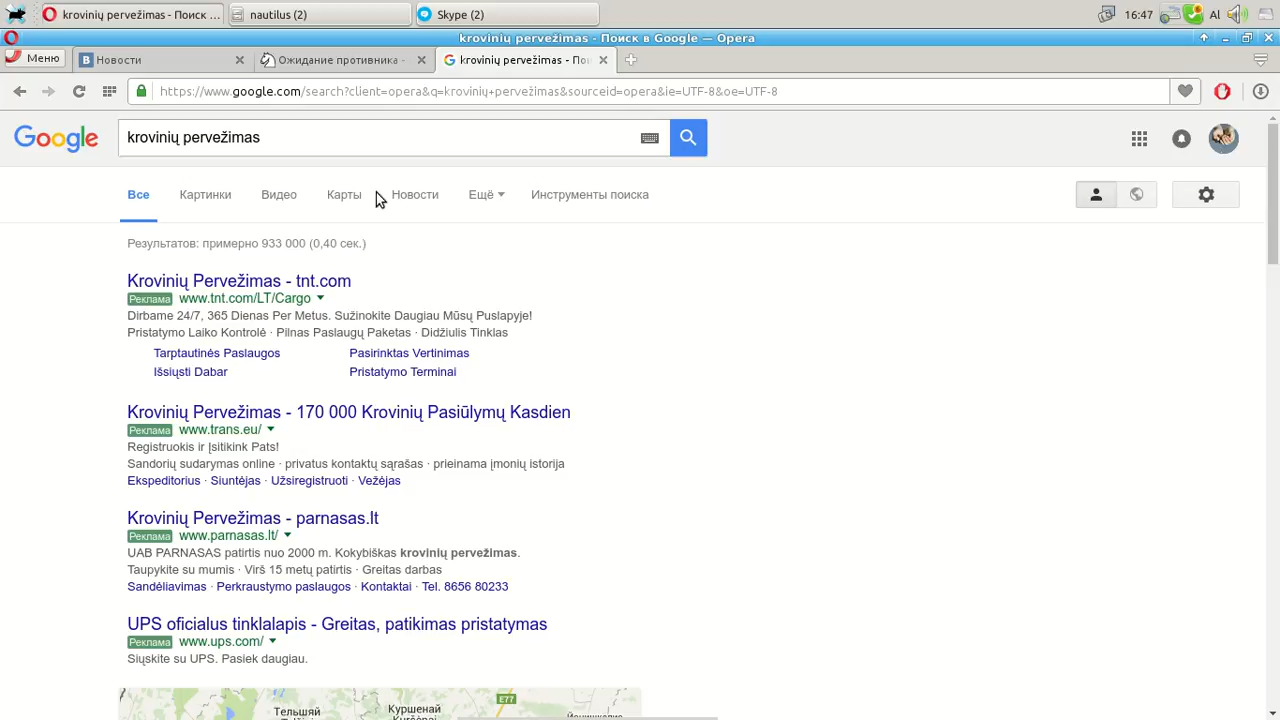 krovinių pervežimas - Поиск ...
nautilus (2)
Skype (2)
16:47
Al
krovinių pervežimas - Поиск в Google — Opera
Меню
Новости
Ожидание противника -
krovinių pervežimas - Пои
https://www.google.com/search?client=opera&q=krovinių+pervežimas&sourceid=opera&ie=UTF-8&oe=UTF-8
Google
krovinių pervežimas
Все
Картинки
Видео
Карты
Новости
Ещё
Инструменты поиска
Результатов: примерно 933 000 (0,40 сек.)
Krovinių Pervežimas - tnt.com
Реклама www.tnt.com/LT/Cargo
Dirbame 24/7, 365 Dienas Per Metus. Sužinokite Daugiau Mūsų Puslapyje!
Pristatymo Laiko Kontrolė · Pilnas Paslaugų Paketas · Didžiulis Tinklas
Tarptautinės Paslaugos
Pasirinktas Vertinimas
Išsiųsti Dabar
Pristatymo Terminai
Krovinių Pervežimas - 170 000 Krovinių Pasiūlymų Kasdien
Реклама www.trans.eu/
Registruokis ir Įsitikink Pats!
Sandorių sudarymas online · privatus kontaktų sąrašas · prieinama įmonių istorija
Ekspeditorius · Siuntėjas · Užsiregistruoti · Vežėjas
Krovinių Pervežimas - parnasas.lt
Реклама www.parnasas.lt/
UAB PARNASAS patirtis nuo 2000 m. Kokybiškas krovinių pervežimas.
Taupykite su mumis · Virš 15 metų patirtis · Greitas darbas
Sandėliavimas · Perkraustymo paslaugos · Kontaktai · Tel. 8656 80233
UPS oficialus tinklalapis - Greitas, patikimas pristatymas
Реклама www.ups.com/
Siųskite su UPS. Pasiek daugiau.
Тельшяй
Куршенай
E77